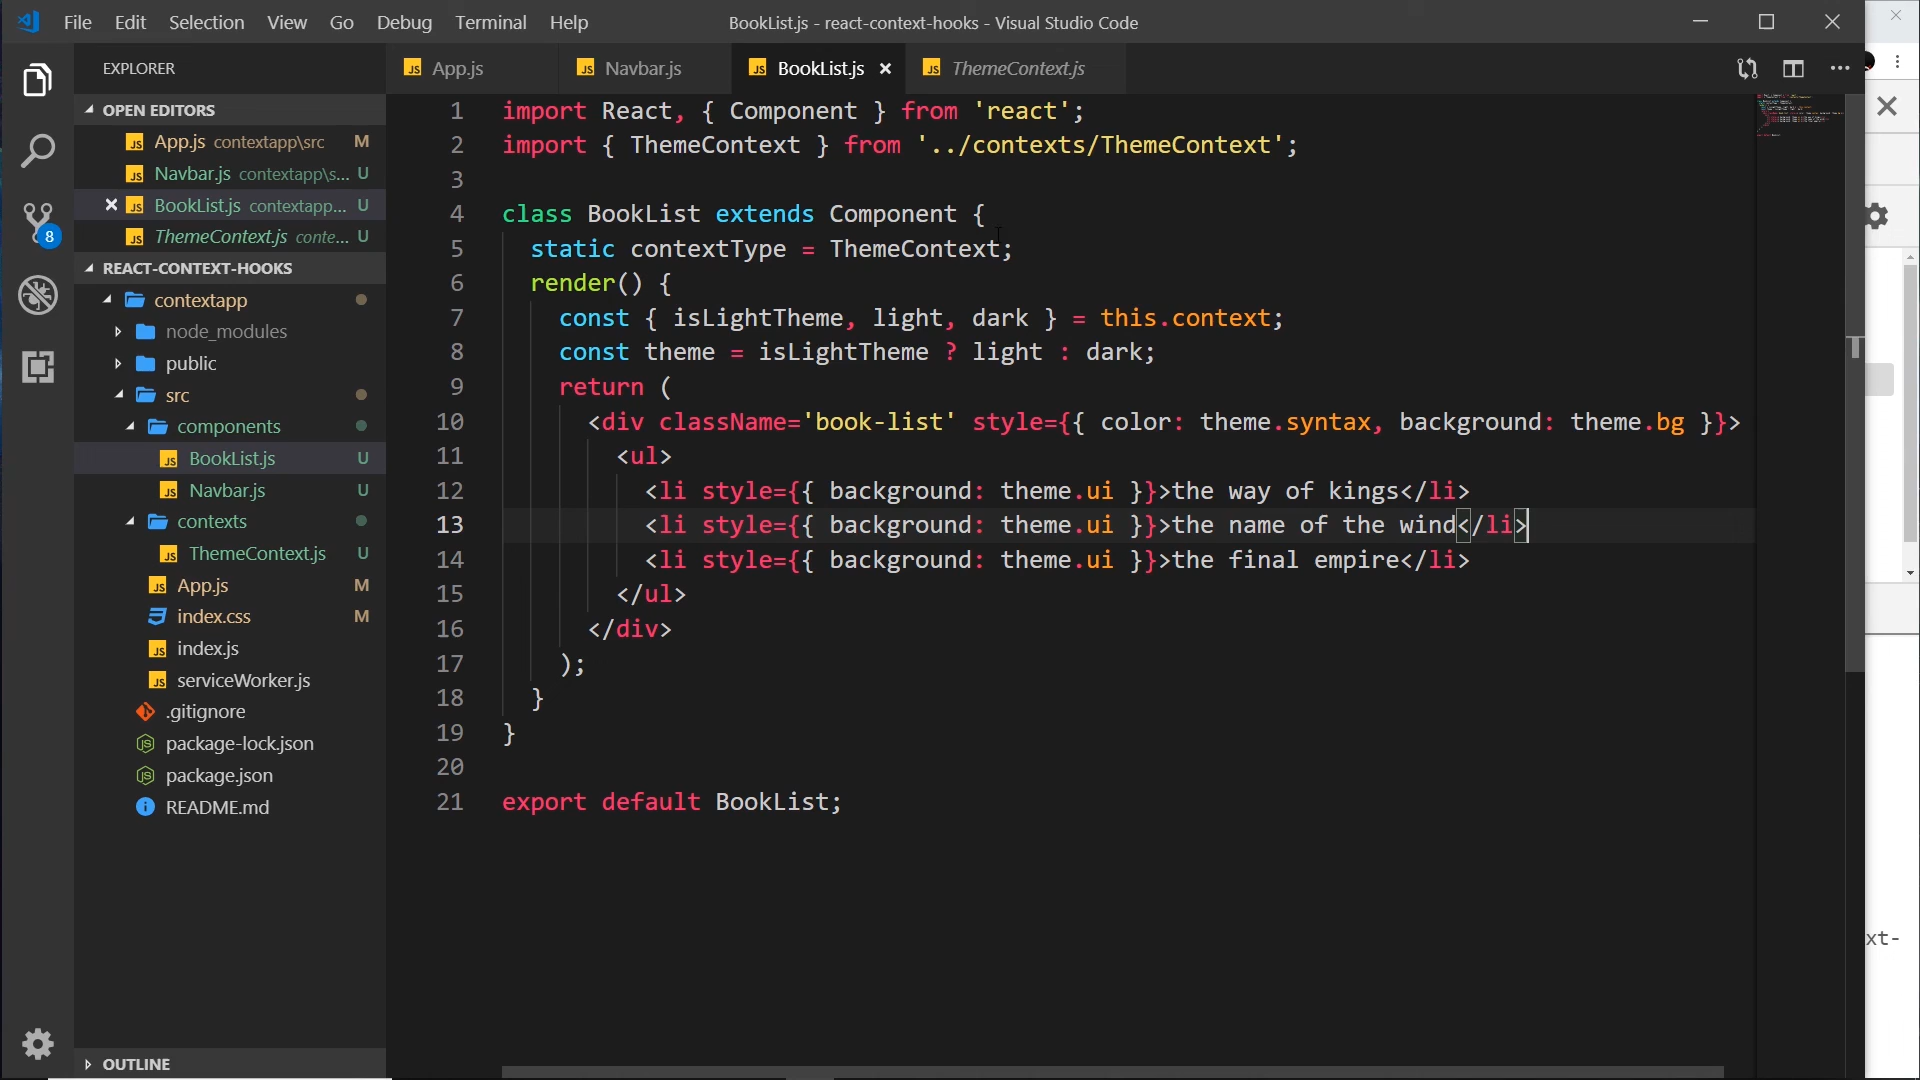 File Edit Selection View Go Debug Terminal Help
BookList.js - react-context-hooks - Visual Studio Code
EXPLORER
OPEN EDITORS
App.js contextapp\src M
Navbar.js contextapp\s... U
BookList.js contextapp... U
ThemeContext.js conte... U
REACT-CONTEXT-HOOKS
contextapp
node_modules
public
src
components
BookList.js U
Navbar.js U
contexts
ThemeContext.js U
App.js M
index.css M
index.js
serviceWorker.js
.gitignore
package-lock.json
package.json
README.md
OUTLINE
8
App.js Navbar.js BookList.js ThemeContext.js
1 import React, { Component } from 'react';
2 import { ThemeContext } from '../contexts/ThemeContext';
3
4 class BookList extends Component {
5 static contextType = ThemeContext;
6 render() {
7 const { isLightTheme, light, dark } = this.context;
8 const theme = isLightTheme ? light : dark;
9 return (
10 <div className='book-list' style={{ color: theme.syntax, background: theme.bg }}>
11 <ul>
12 <li style={{ background: theme.ui }}>the way of kings</li>
13 <li style={{ background: theme.ui }}>the name of the wind</li>
14 <li style={{ background: theme.ui }}>the final empire</li>
15 </ul>
16 </div>
17 );
18 }
19 }
20
21 export default BookList;
xt-